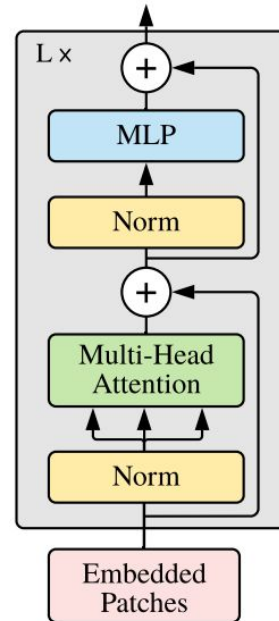 L ×
+
MLP
Norm
+
Multi-Head
Attention
Norm
Embedded
Patches